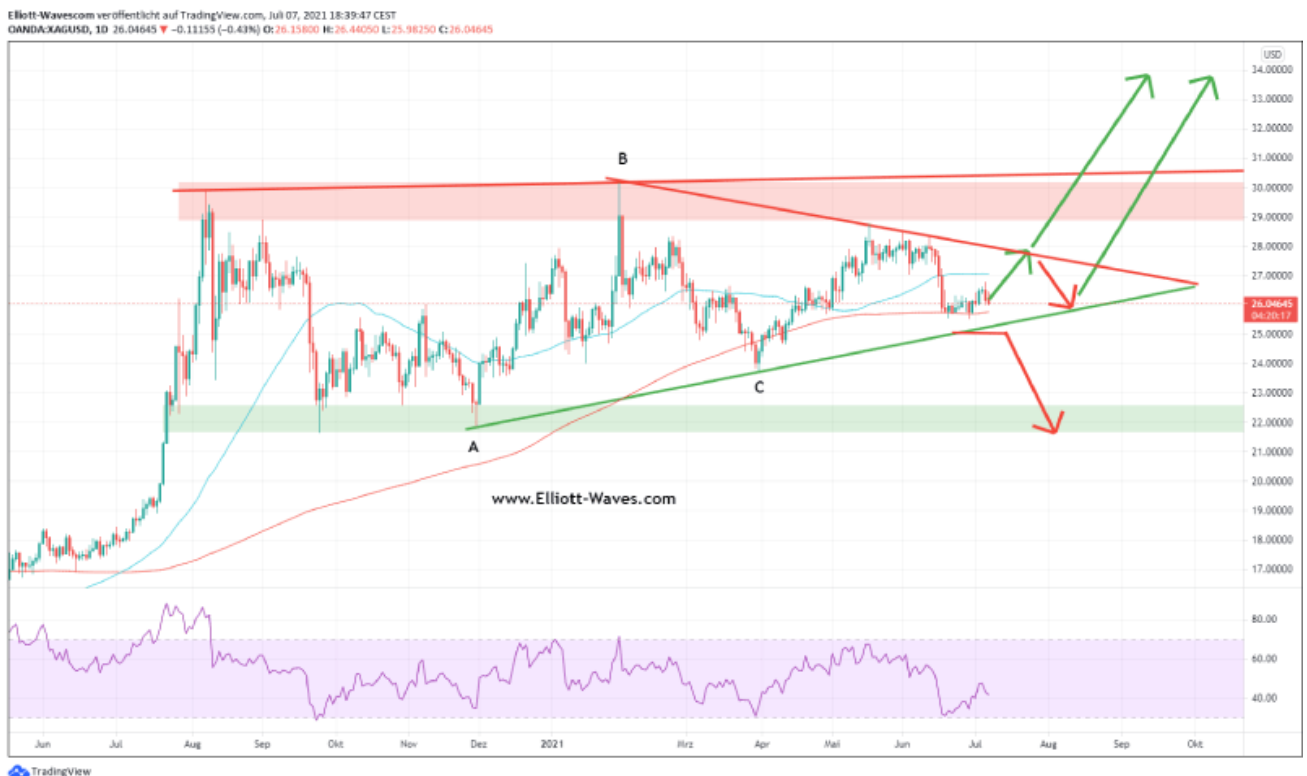 Elliott-Wavescom veröffentlicht auf TradingView.com, Juli 07, 2021 18:39:47 CEST
OANDA:XAGUSD, 1D 26.04645 ▼ −0.11155 (−0.43%) O:26.15800 H:26.44050 L:25.98250 C:26.04645
USD
34.00000
33.00000
32.00000
31.00000
B
30.00000
29.00000
28.00000
27.00000
26.04645
04:20:17
25.00000
24.00000
C
23.00000
22.00000
A
21.00000
www.Elliott-Waves.com
20.00000
19.00000
18.00000
17.00000
80.00
60.00
40.00
Jun Jul Aug Sep Okt Nov Dez 2021 Mrz Apr Mai Jun Jul Aug Sep Okt
TradingView